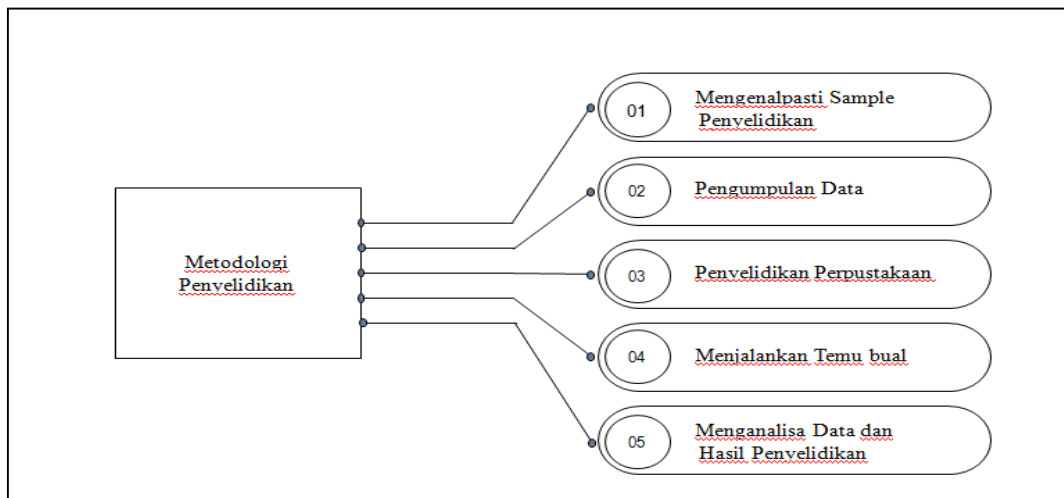 Metodologi
Penyelidikan
01
Mengenalpasti Sample
Penyelidikan
02
Pengumpulan Data
03
Penyelidikan Perpustakaan
04
Menjalankan Temu bual
05
Menganalisa Data dan
Hasil Penyelidikan